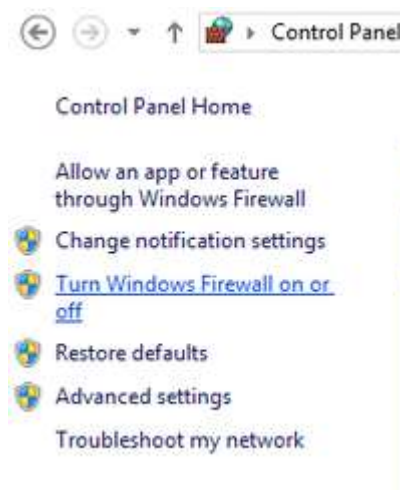 Control Panel
Control Panel Home
Allow an app or feature
through Windows Firewall
Change notification settings
Turn Windows Firewall on or
off
Restore defaults
Advanced settings
Troubleshoot my network